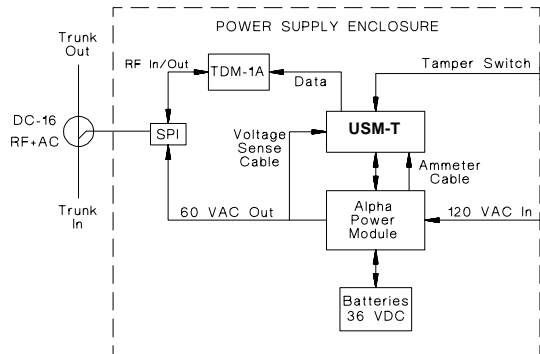 POWER SUPPLY ENCLOSURE
Trunk
Out
RF In/Out
TDM-1A
Data
Tamper Switch
DC-16
RF+AC
SPI
Voltage
Sense
Cable
USM-T
Ammeter
Cable
Trunk
In
60 VAC Out
Alpha
Power
Module
120 VAC In
Batteries
36 VDC